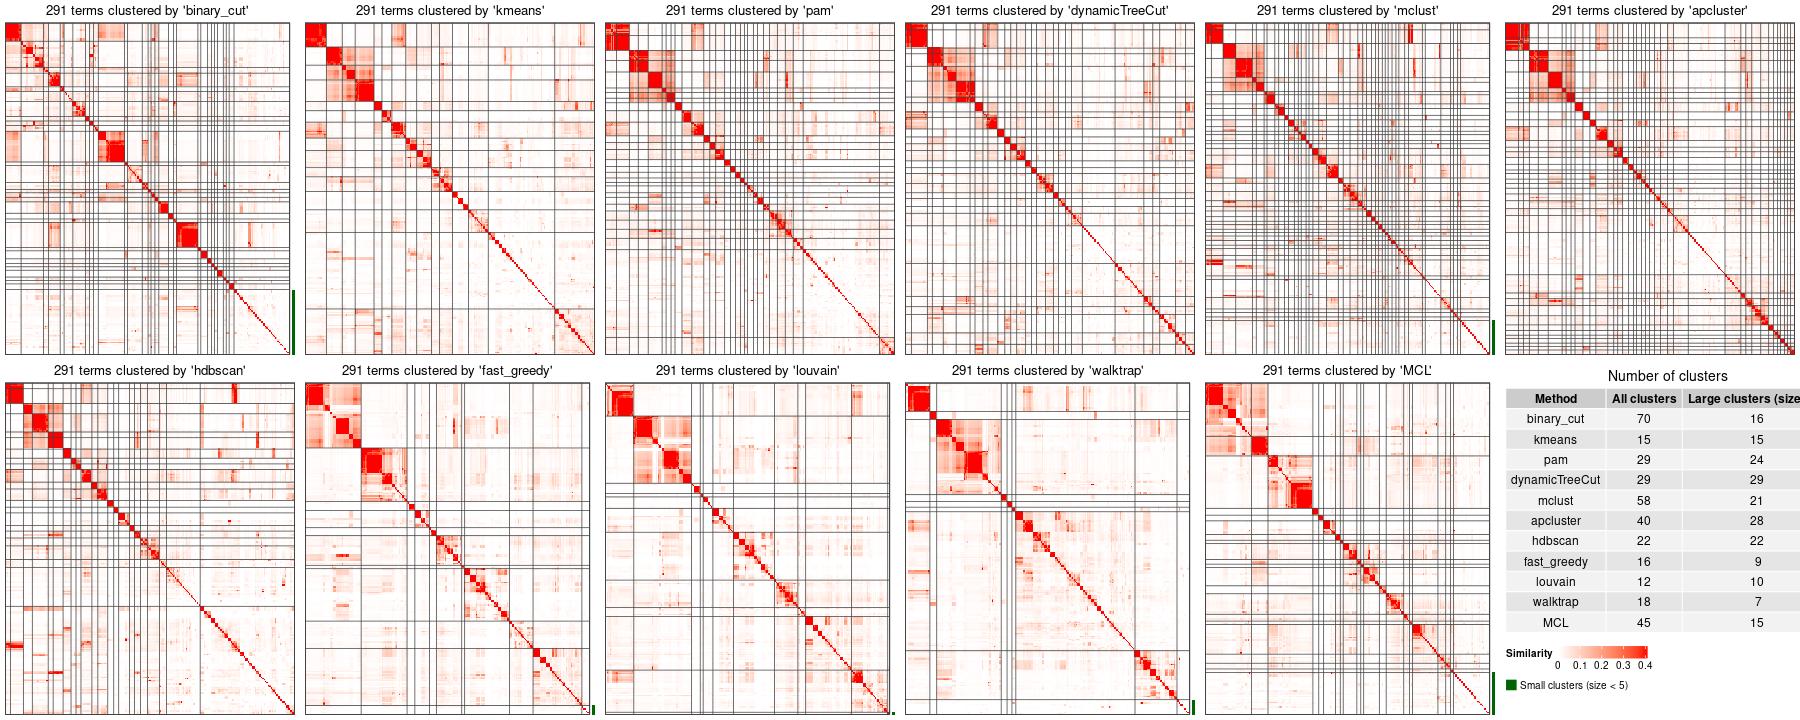 291 terms clustered by 'binary_cut'
291 terms clustered by 'kmeans'
291 terms clustered by 'pam'
291 terms clustered by 'dynamicTreeCut'
291 terms clustered by 'mclust'
291 terms clustered by 'apcluster'
291 terms clustered by 'hdbscan'
291 terms clustered by 'fast_greedy'
291 terms clustered by 'louvain'
291 terms clustered by 'walktrap'
291 terms clustered by 'MCL'
Number of clusters
Method All clusters Large clusters (size
binary_cut 70 16
kmeans 15 15
pam 29 24
dynamicTreeCut 29 29
mclust 58 21
apcluster 40 28
hdbscan 22 22
fast_greedy 16 9
louvain 12 10
walktrap 18 7
MCL 45 15
Similarity
0 0.1 0.2 0.3 0.4
Small clusters (size < 5)